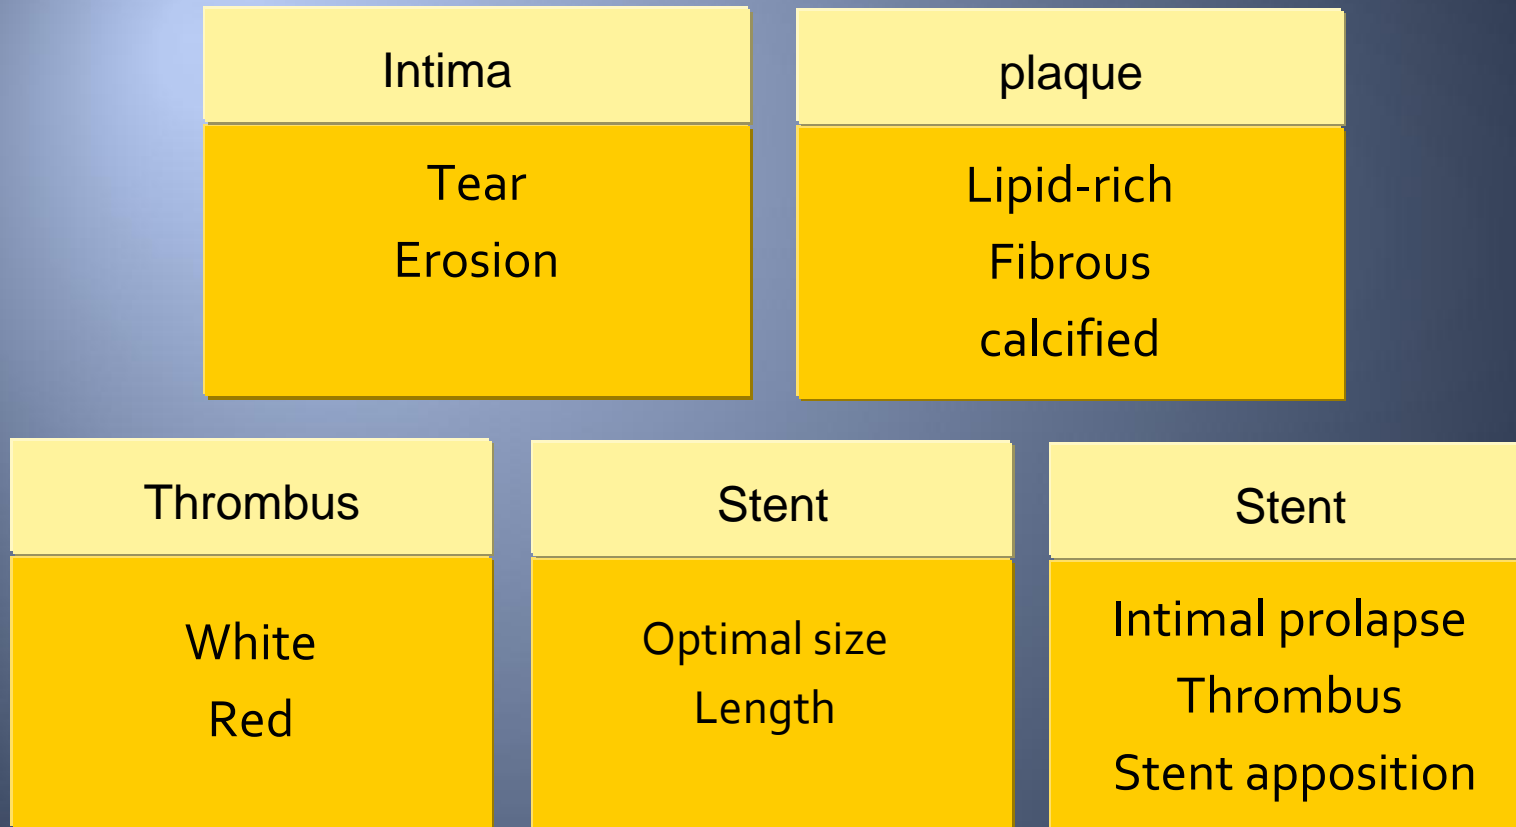 Intima
Tear
Erosion
plaque
Lipid-rich
Fibrous
calcified
Thrombus
White
Red
Stent
Optimal size
Length
Stent
Intimal prolapse
Thrombus
Stent apposition